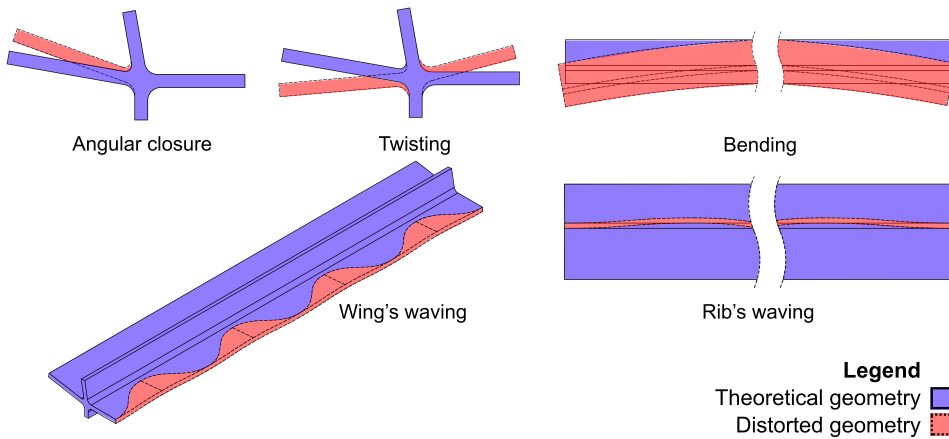 Angular closure
Twisting
Bending
Wing's waving
Rib's waving
Legend
Theoretical geometry
Distorted geometry